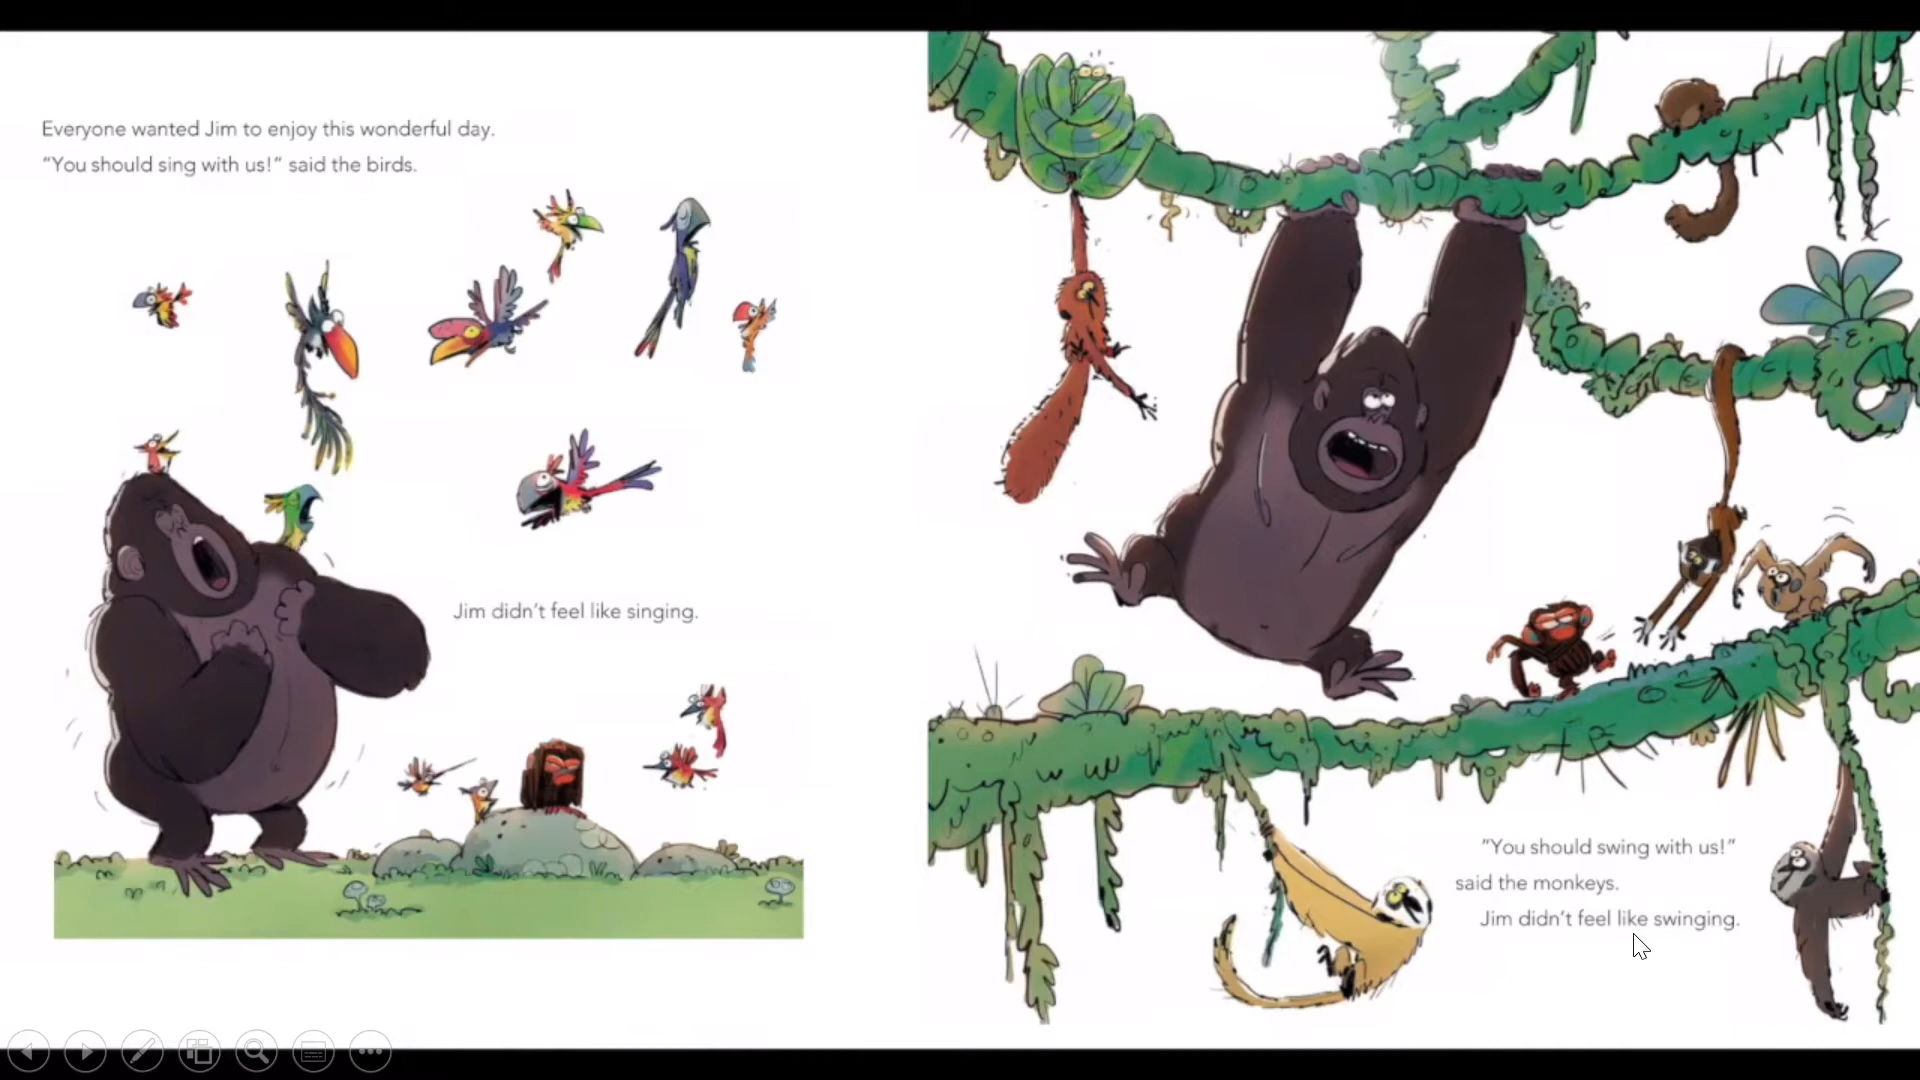 Everyone wanted Jim to enjoy this wonderful day.
“You should sing with us!” said the birds.
Jim didn’t feel like singing.
“You should swing with us!”
said the monkeys.
Jim didn’t feel like swinging.